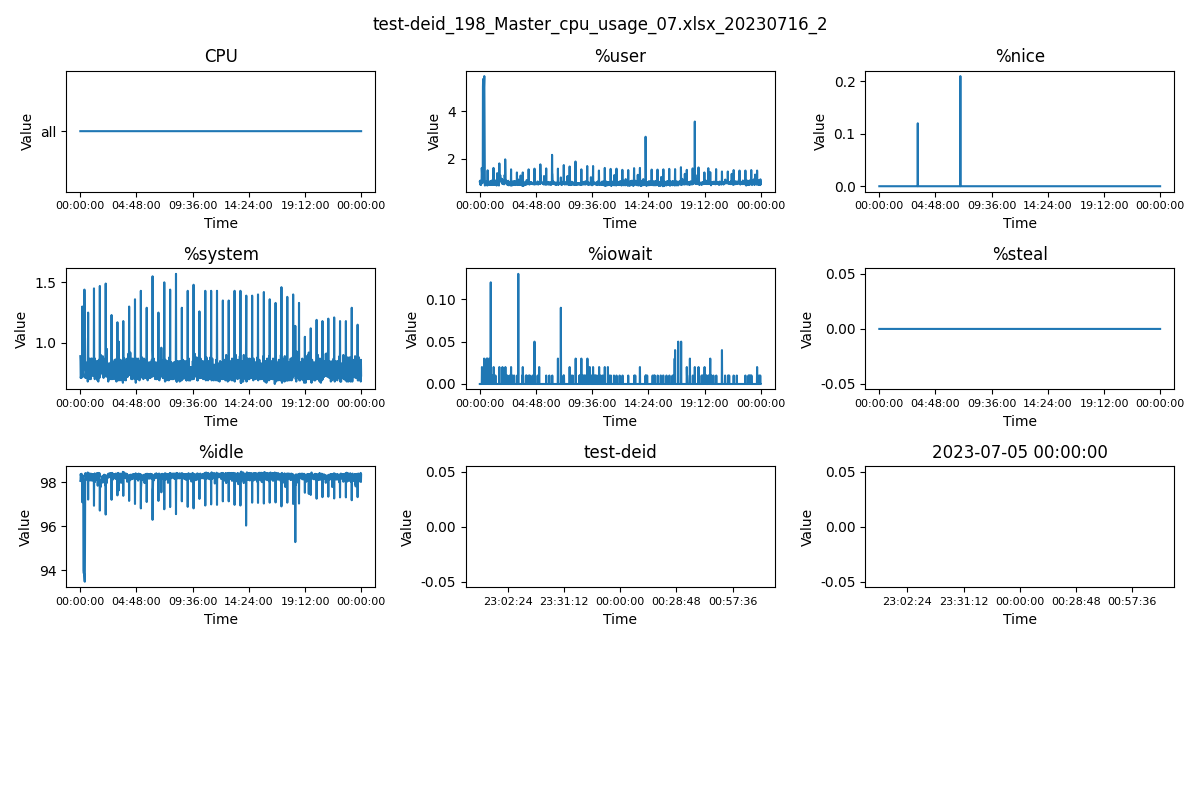 test-deid_198_Master_cpu_usage_07.xlsx_20230716_2
CPU
Value
all
00:00:00 04:48:00 09:36:00 14:24:00 19:12:00 00:00:00
Time
%user
Value
4
2
00:00:00 04:48:00 09:36:00 14:24:00 19:12:00 00:00:00
Time
%nice
Value
0.2
0.1
0.0
00:00:00 04:48:00 09:36:00 14:24:00 19:12:00 00:00:00
Time
%system
Value
1.5
1.0
00:00:00 04:48:00 09:36:00 14:24:00 19:12:00 00:00:00
Time
%iowait
Value
0.10
0.05
0.00
00:00:00 04:48:00 09:36:00 14:24:00 19:12:00 00:00:00
Time
%steal
Value
0.05
0.00
-0.05
00:00:00 04:48:00 09:36:00 14:24:00 19:12:00 00:00:00
Time
%idle
Value
98
96
94
00:00:00 04:48:00 09:36:00 14:24:00 19:12:00 00:00:00
Time
test-deid
Value
0.05
0.00
-0.05
23:02:24 23:31:12 00:00:00 00:28:48 00:57:36
Time
2023-07-05 00:00:00
Value
0.05
0.00
-0.05
23:02:24 23:31:12 00:00:00 00:28:48 00:57:36
Time